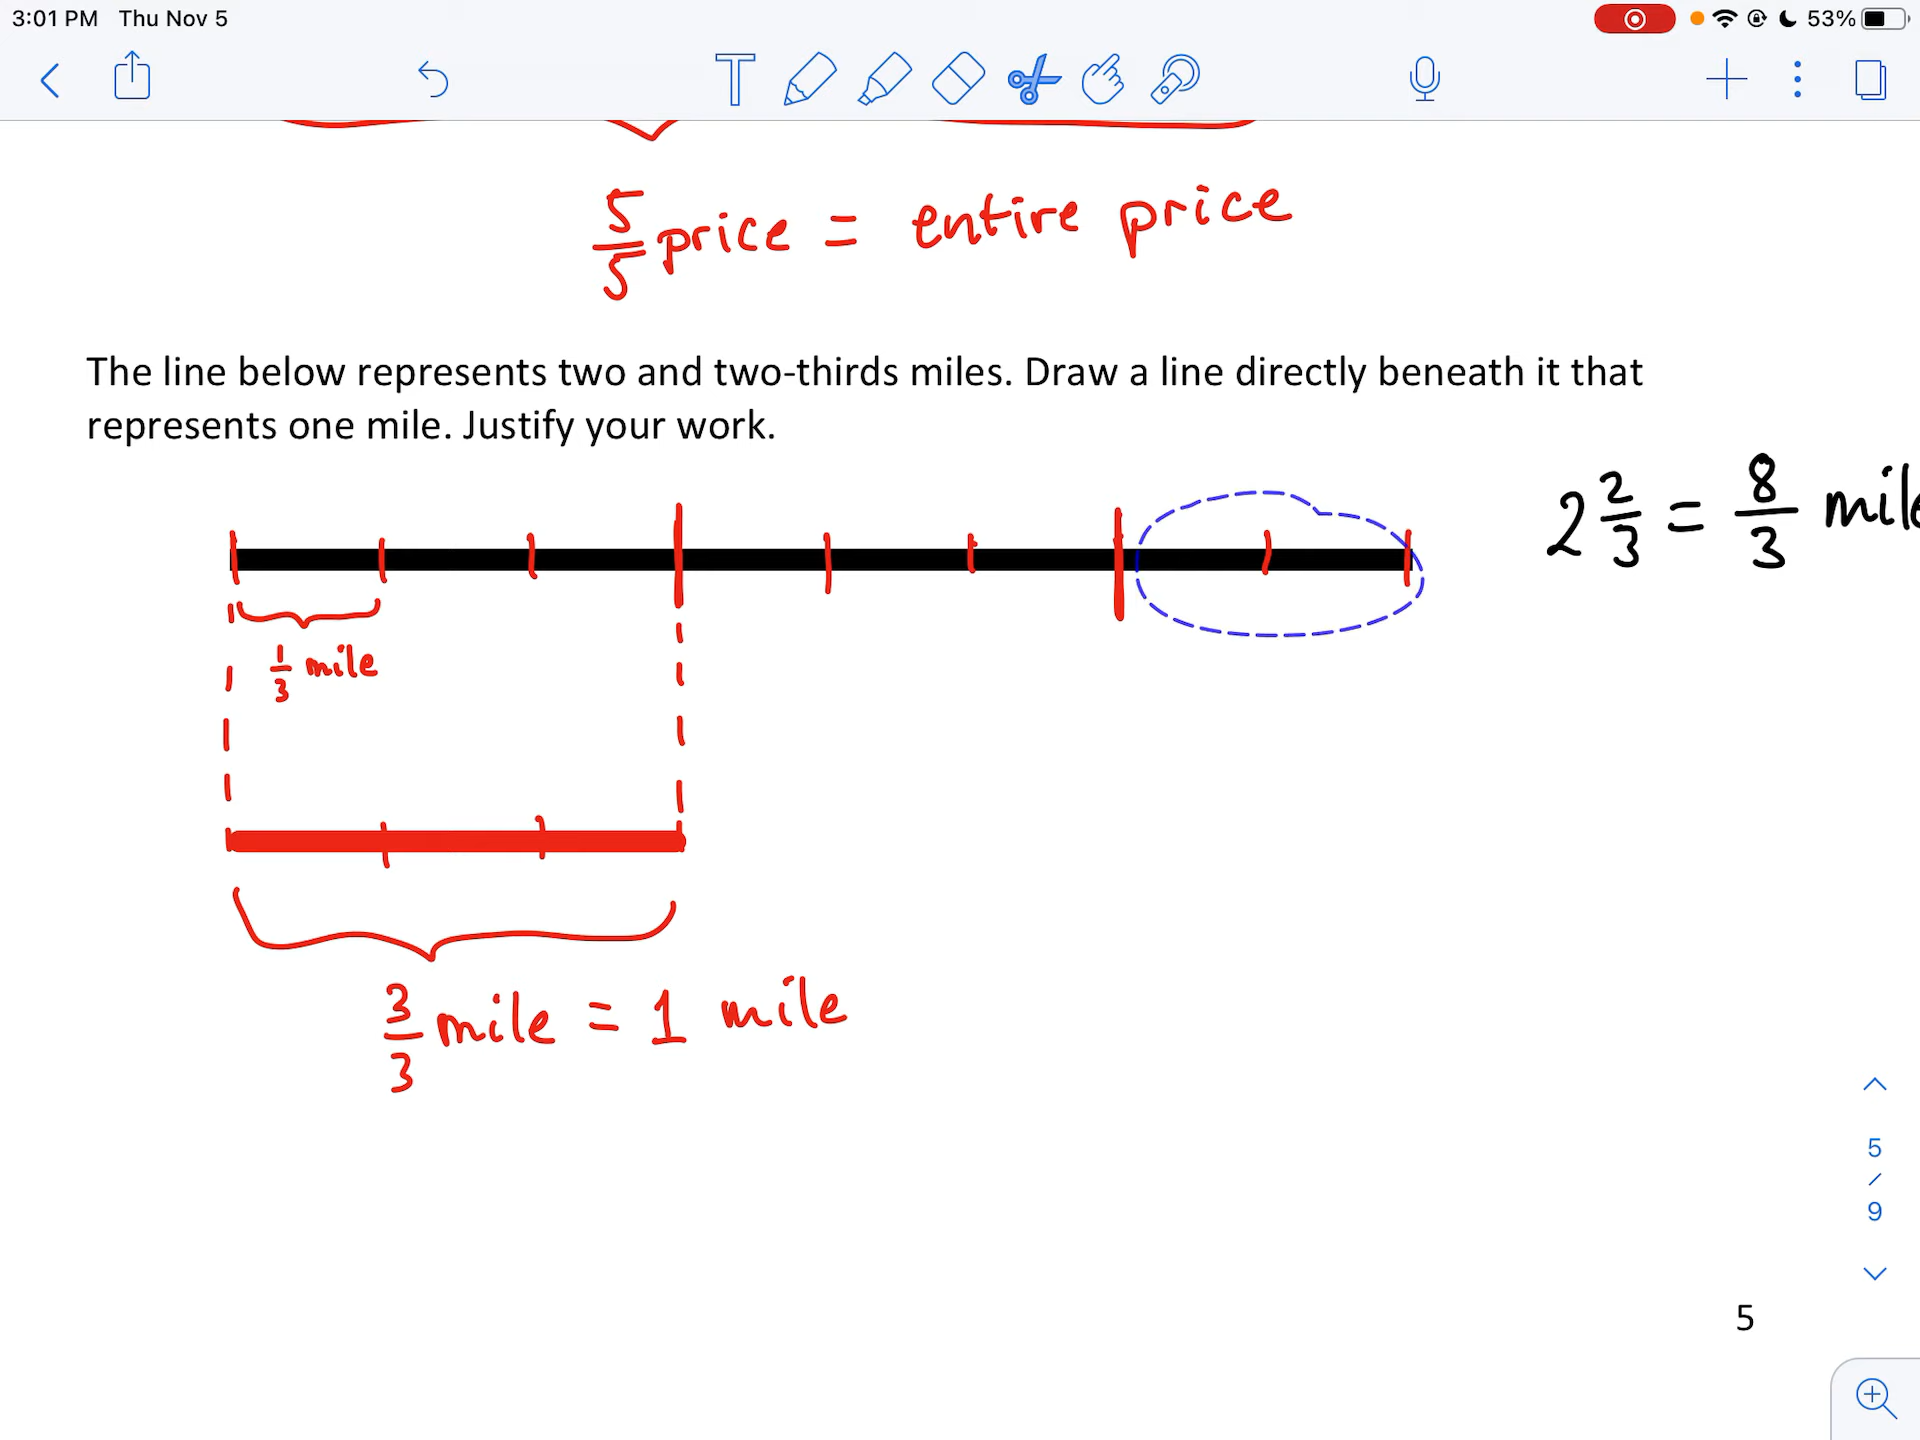 3:01 PM Thu Nov 5
53%
5/5 price = entire price
The line below represents two and two-thirds miles. Draw a line directly beneath it that
represents one mile. Justify your work.
2 2/3 = 8/3 mil
1/3 mile
3/3 mile = 1 mile
5
/
9
5